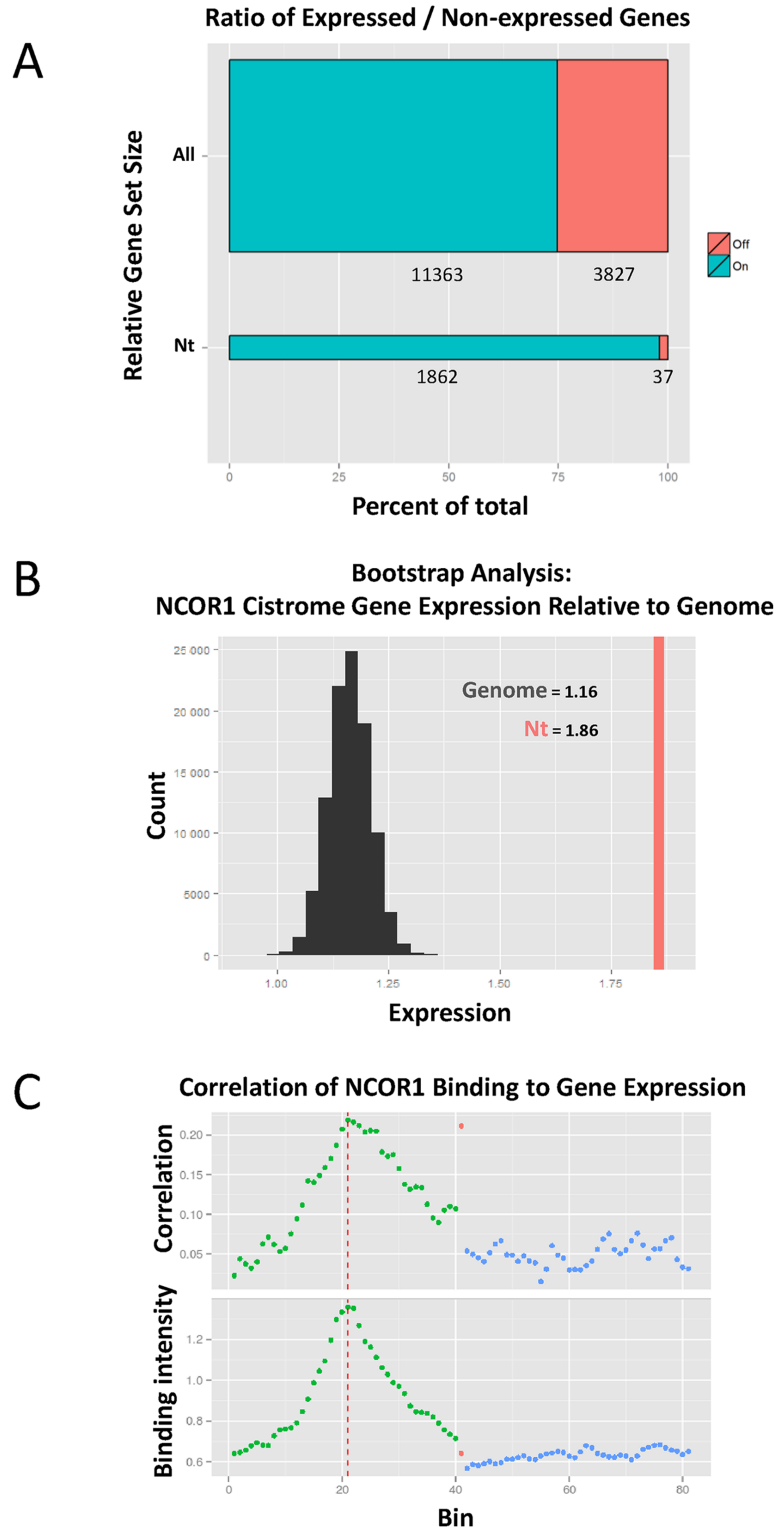 Ratio of Expressed / Non-expressed Genes
A
Relative Gene Set Size
All
11363 3827
Off
On
Nt
1862 37
0 25 50 75 100
Percent of total
B
Bootstrap Analysis:
NCOR1 Cistrome Gene Expression Relative to Genome
Count
25 000
20 000
15 000
10 000
5000
0
Genome = 1.16
Nt = 1.86
1.00 1.25 1.50 1.75
Expression
C
Correlation of NCOR1 Binding to Gene Expression
Correlation
0.20
0.15
0.10
0.05
Binding intensity
1.2
1.0
0.8
0.6
0 20 40 60 80
Bin